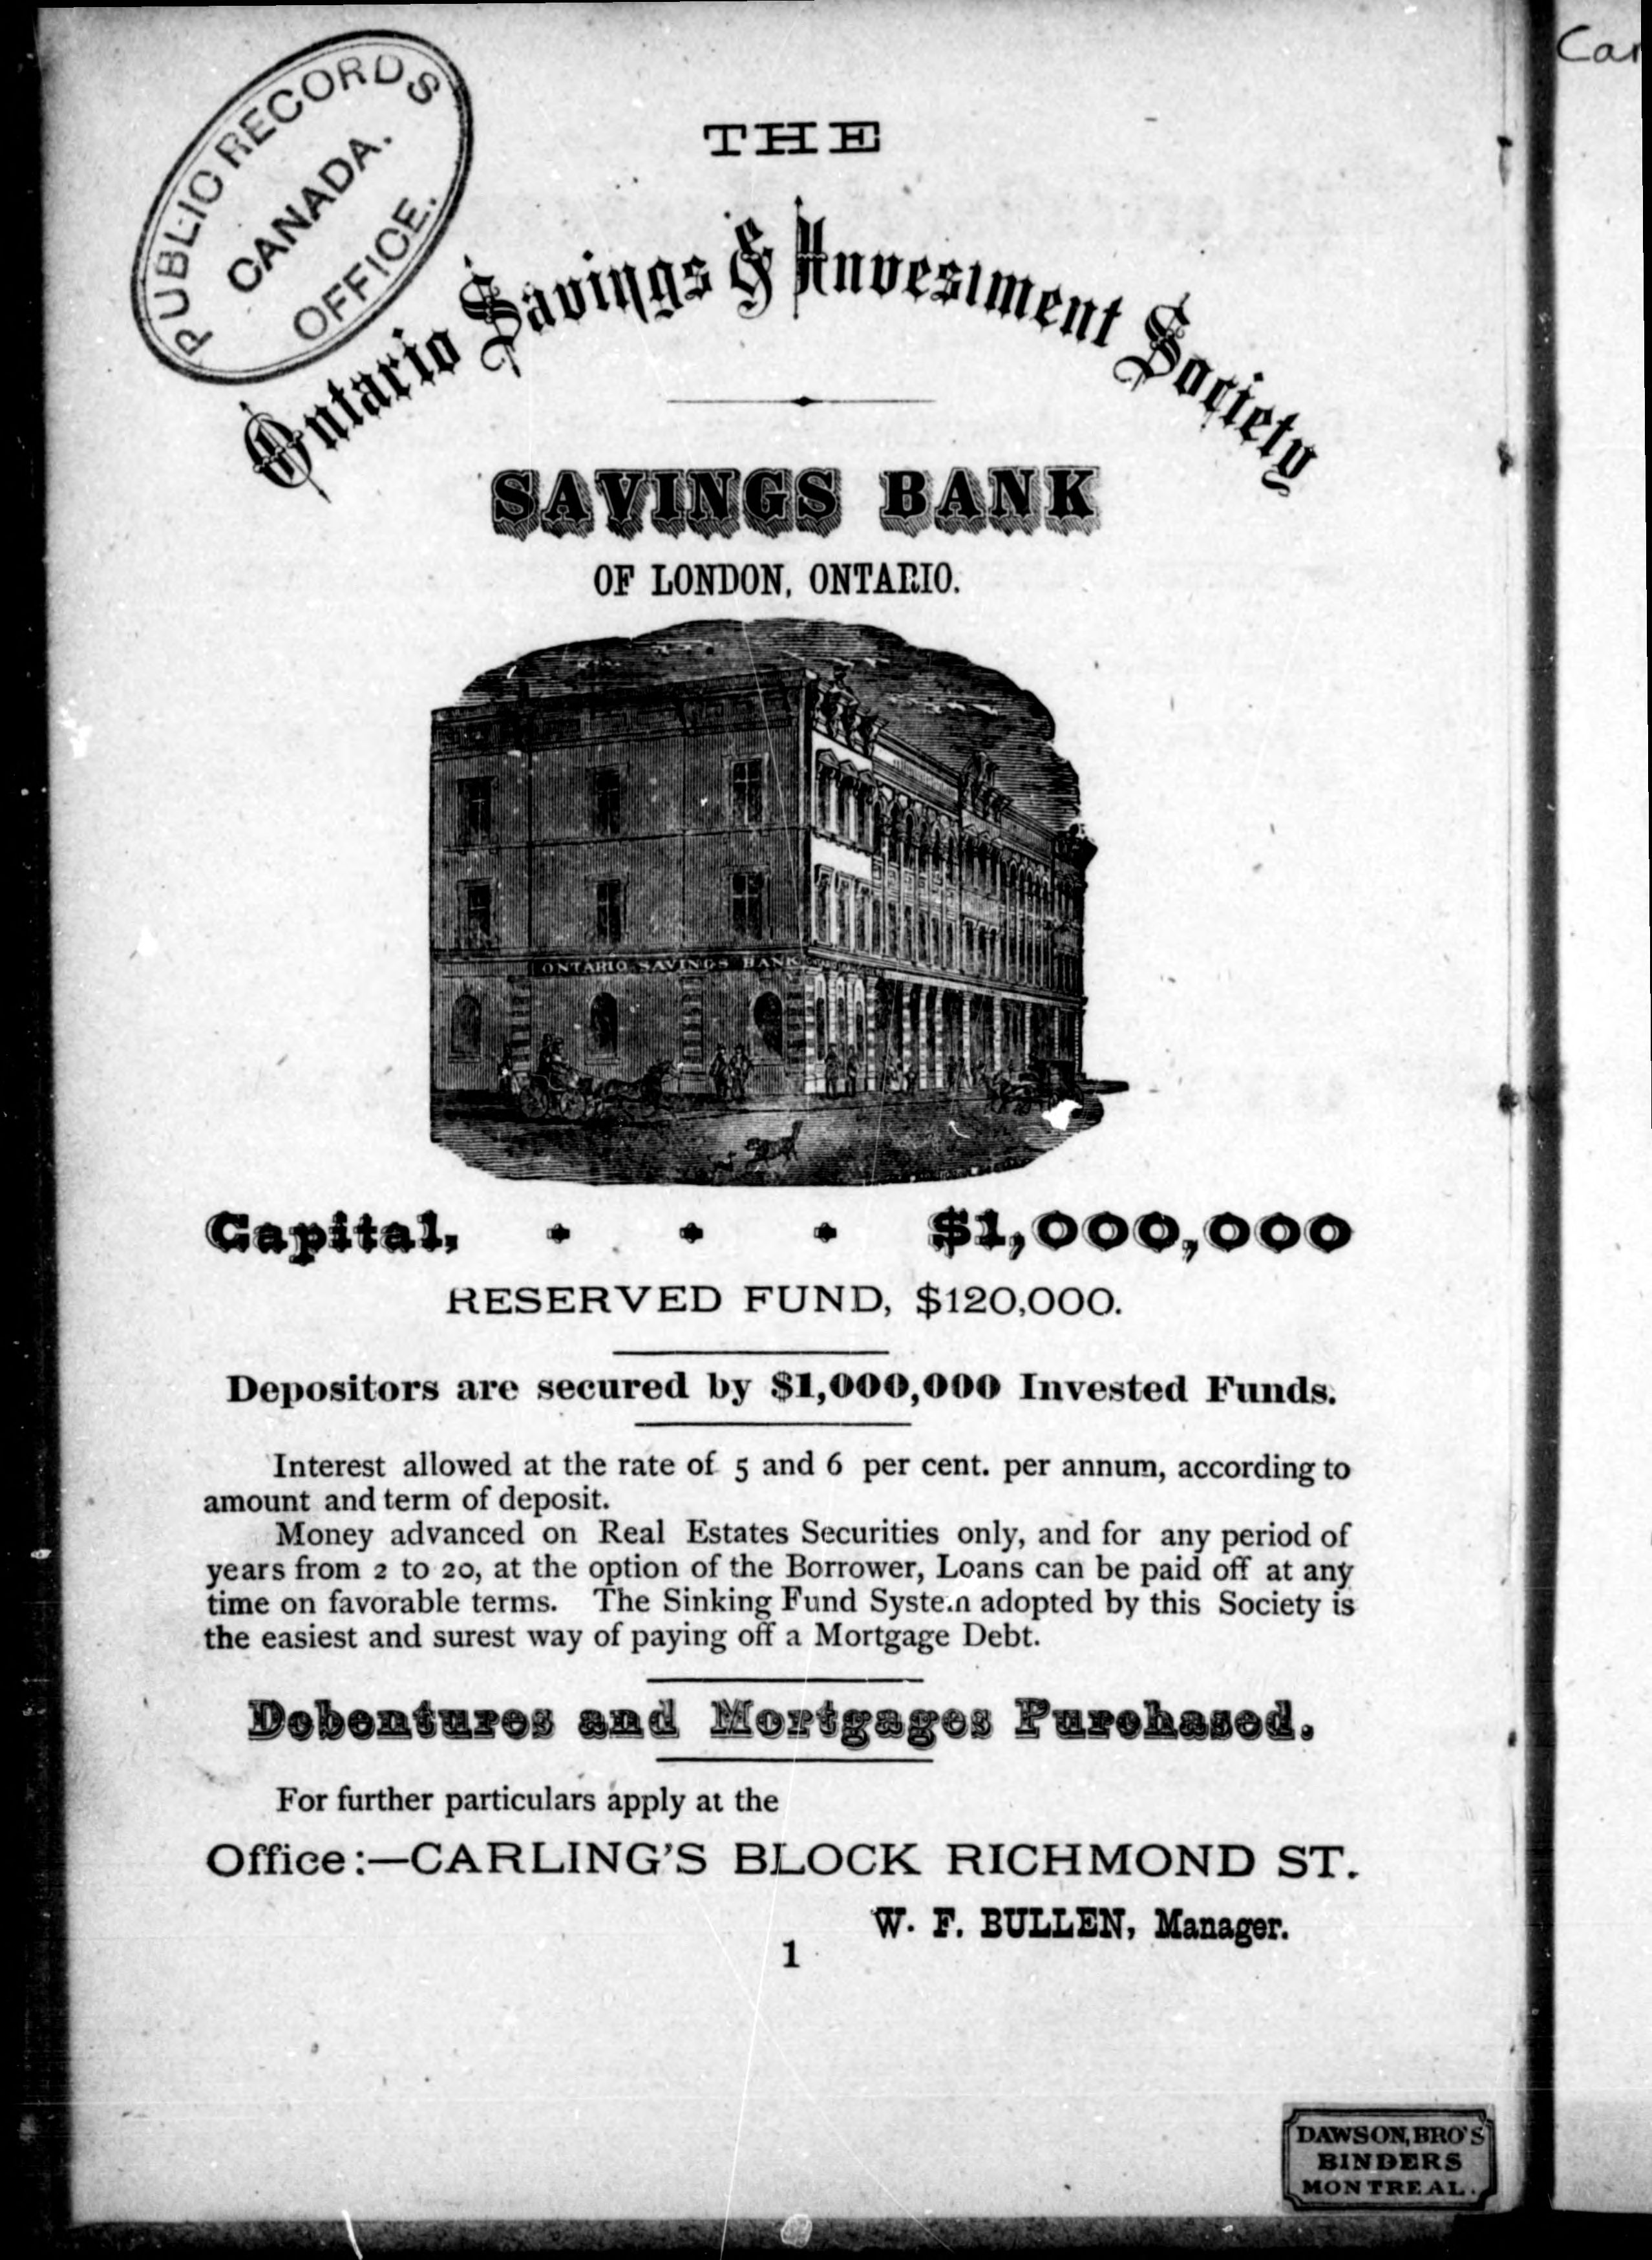 PUBLIC RECORDS
CANADA.
OFFICE.
Car
THE
Ontario Savings & Investment Society
SAVINGS BANK
OF LONDON, ONTARIO.
ONTARIO SAVINGS BANK
Capital, $1,000,000
RESERVED FUND, $120,000.
Depositors are secured by $1,000,000 Invested Funds.
Interest allowed at the rate of 5 and 6 per cent. per annum, according to
amount and term of deposit.
Money advanced on Real Estates Securities only, and for any period of
years from 2 to 20, at the option of the Borrower, Loans can be paid off at any
time on favorable terms. The Sinking Fund System adopted by this Society is
the easiest and surest way of paying off a Mortgage Debt.
Debentures and Mortgages Purchased.
For further particulars apply at the
Office:—CARLING'S BLOCK RICHMOND ST.
W. F. BULLEN, Manager.
1
DAWSON, BRO'S
BINDERS
MONTREAL.